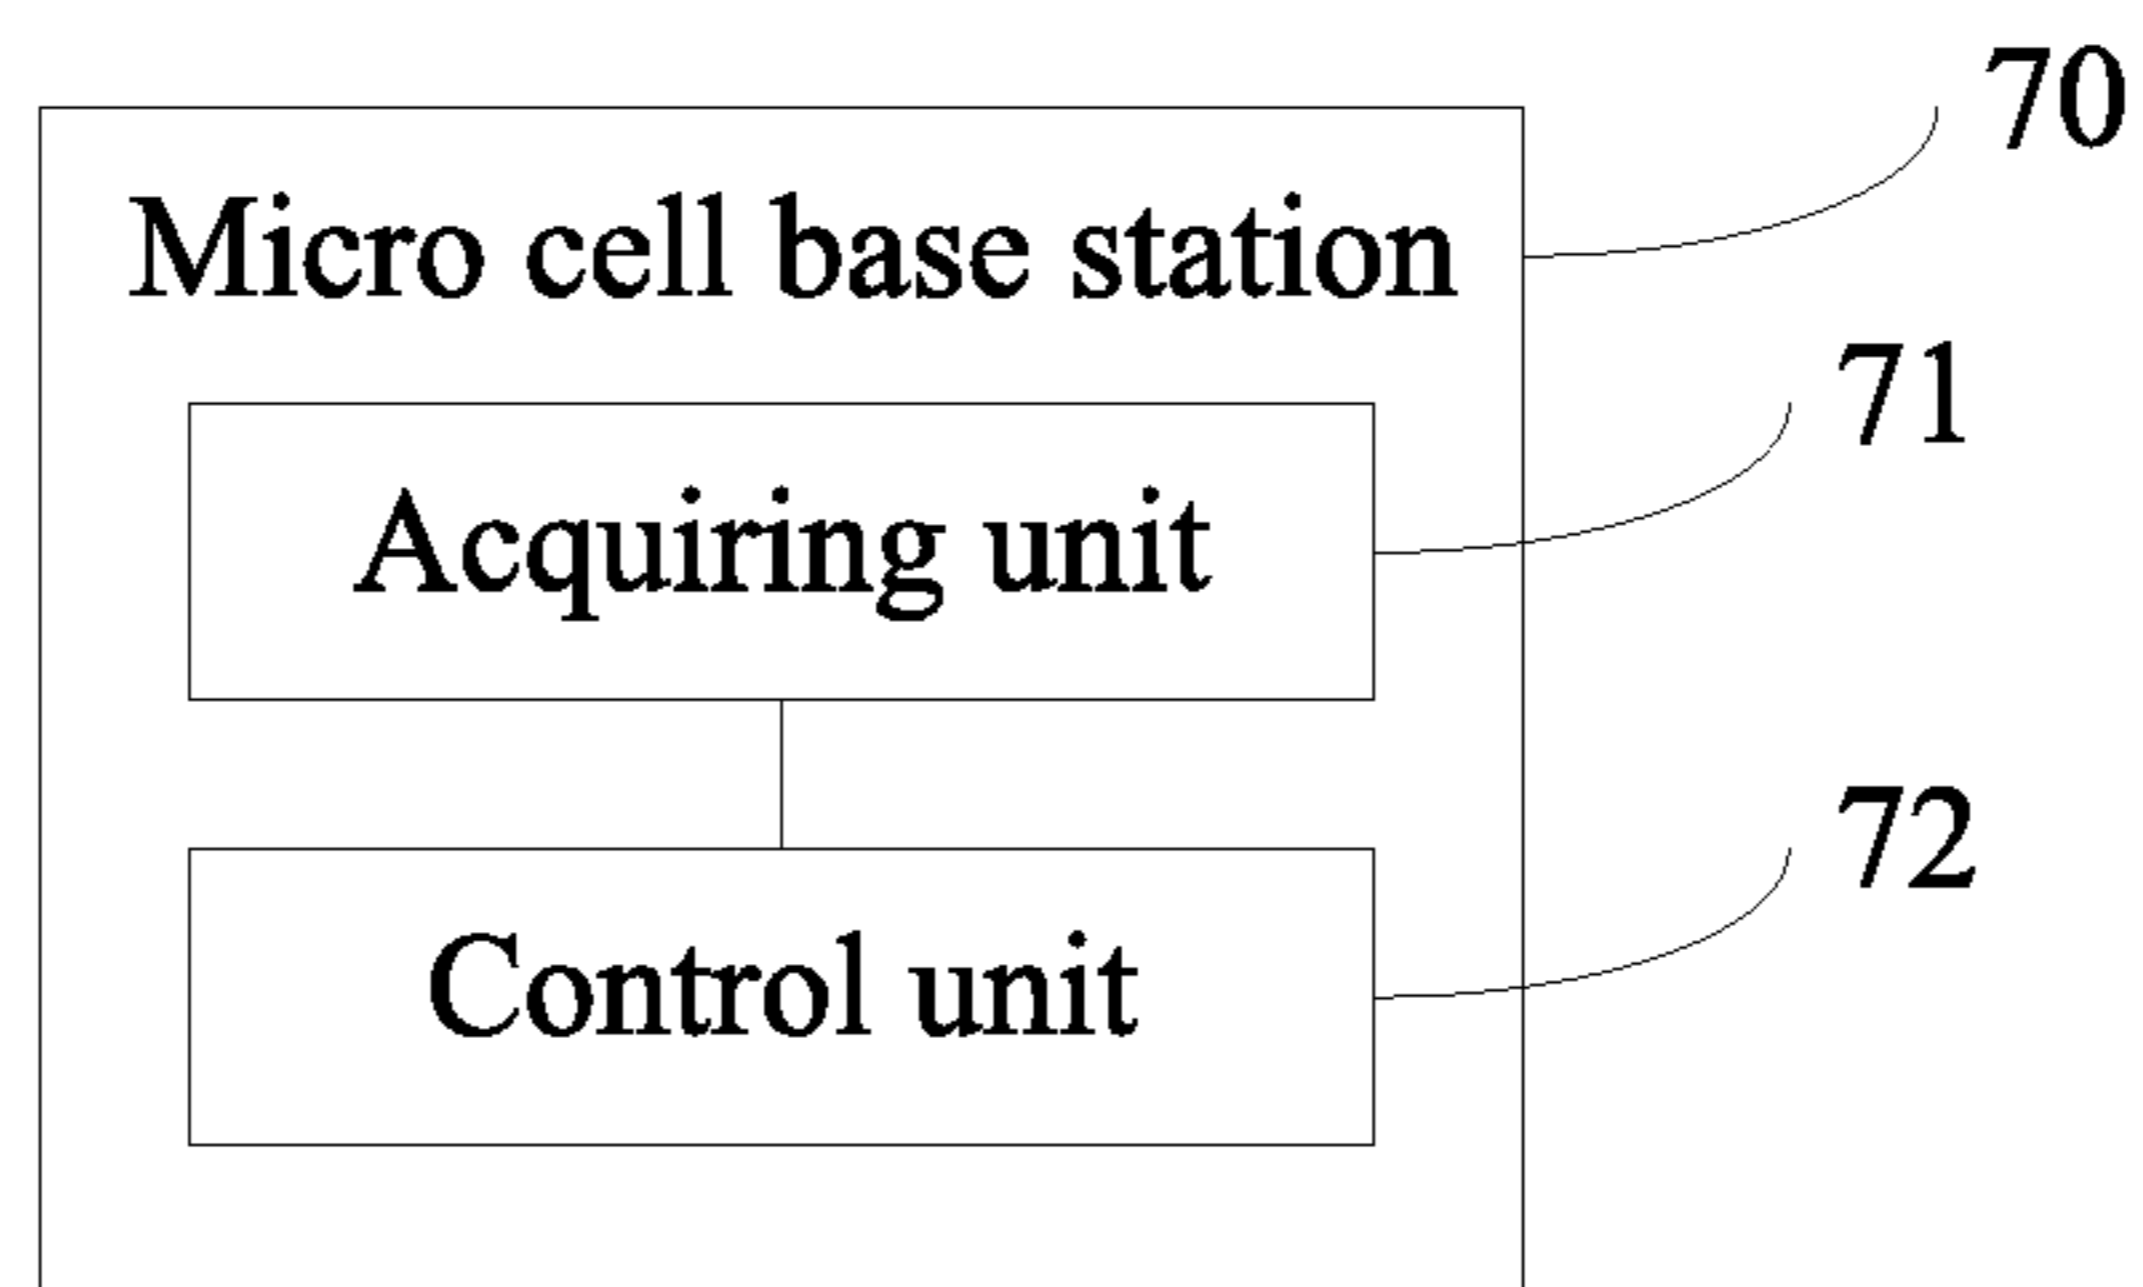 70
Micro cell base station
71
Acquiring unit
72
Control unit